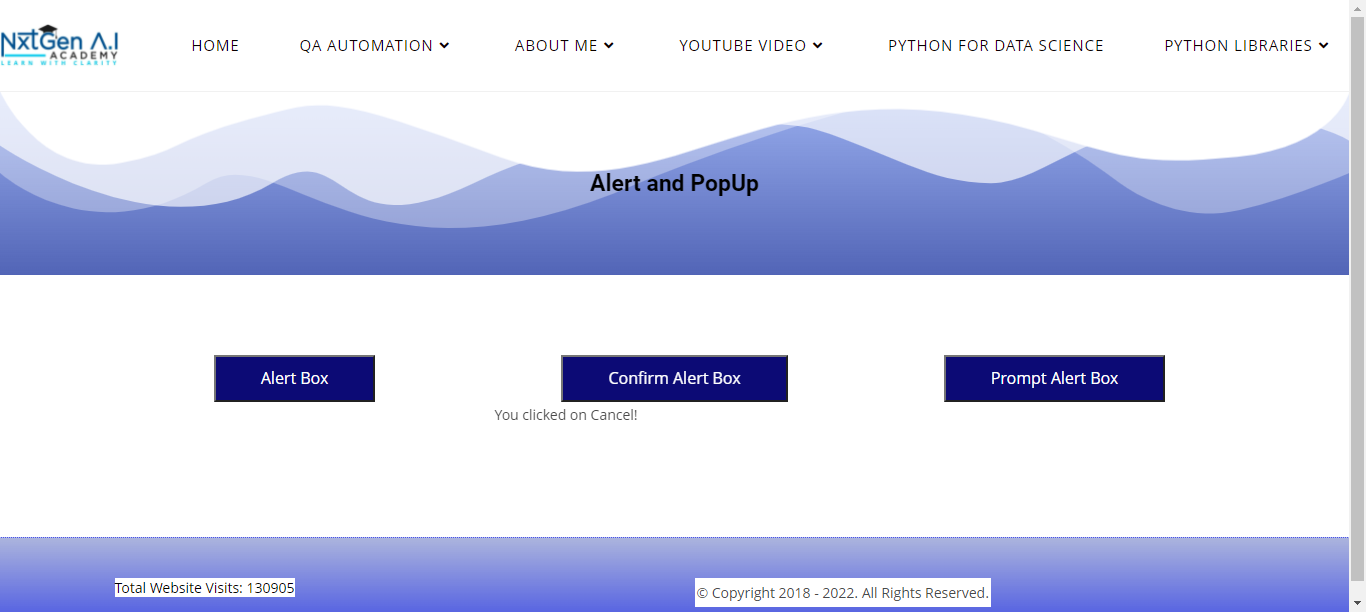 NxtGen A.I
ACADEMY
LEARN WITH CLARITY
HOME
QA AUTOMATION
ABOUT ME
YOUTUBE VIDEO
PYTHON FOR DATA SCIENCE
PYTHON LIBRARIES
Alert and PopUp
Alert Box
Confirm Alert Box
Prompt Alert Box
You clicked on Cancel!
Total Website Visits: 130905
© Copyright 2018 - 2022. All Rights Reserved.